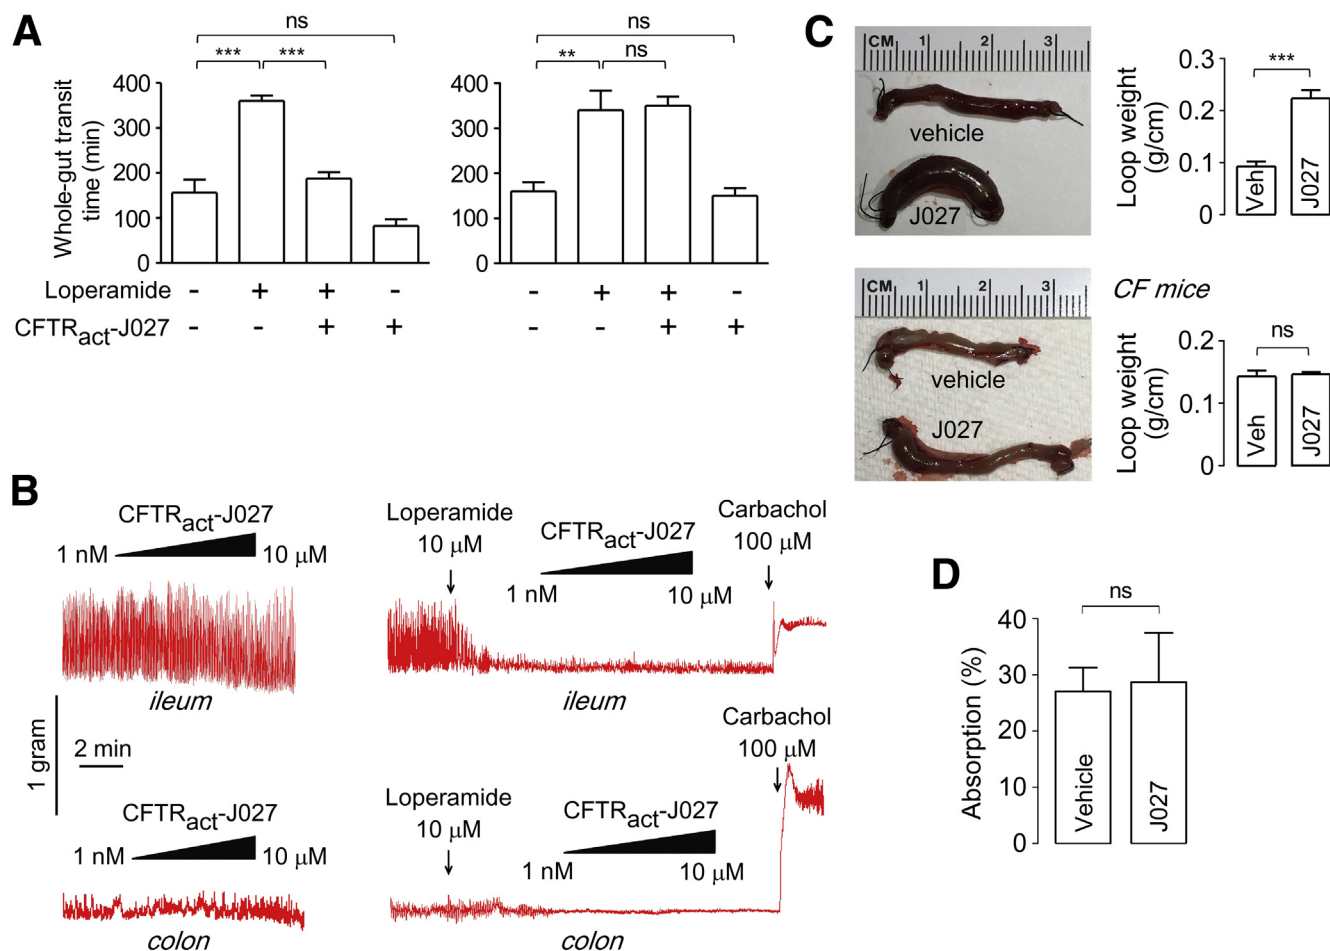 A
ns
*** ***
Whole-gut transit
time (min)
400
300
200
100
0
Loperamide - + + -
CFTRact-J027 - - + +
ns
** ns
400
300
200
100
0
- + + -
- - + +
B
CFTRact-J027
1 nM 10 μM
ileum
1 gram
2 min
CFTRact-J027
1 nM 10 μM
colon
Loperamide
10 μM
CFTRact-J027
1 nM 10 μM
Carbachol
100 μM
ileum
Loperamide
10 μM
CFTRact-J027
1 nM 10 μM
Carbachol
100 μM
colon
C
CM 1 2 3
vehicle
J027
Loop weight
(g/cm)
0.3
0.2
0.1
0
***
Veh J027
CM 1 2 3
vehicle
J027
CF mice
Loop weight
(g/cm)
0.2
0.1
0
ns
Veh J027
D
Absorption (%)
40
30
20
10
0
ns
Vehicle J027